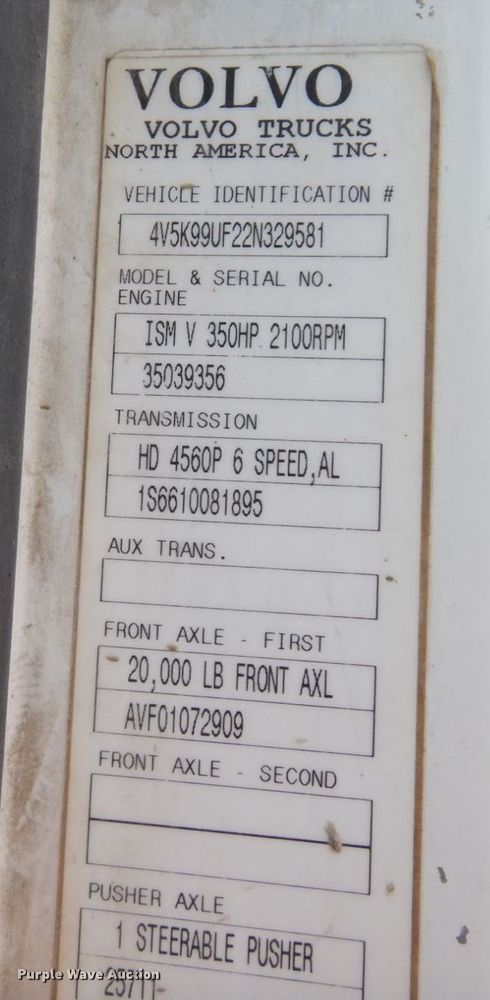 VOLVO
VOLVO TRUCKS
NORTH AMERICA, INC.
VEHICLE IDENTIFICATION #
4V5K99UF22N329581
MODEL & SERIAL NO.
ENGINE
ISM V 350HP 2100RPM
35039356
TRANSMISSION
HD 4560P 6 SPEED,AL
1S6610081895
AUX TRANS.
FRONT AXLE - FIRST
20,000 LB FRONT AXL
AVF01072909
FRONT AXLE - SECOND
PUSHER AXLE
1 STEERABLE PUSHER
Purple Wave Auction